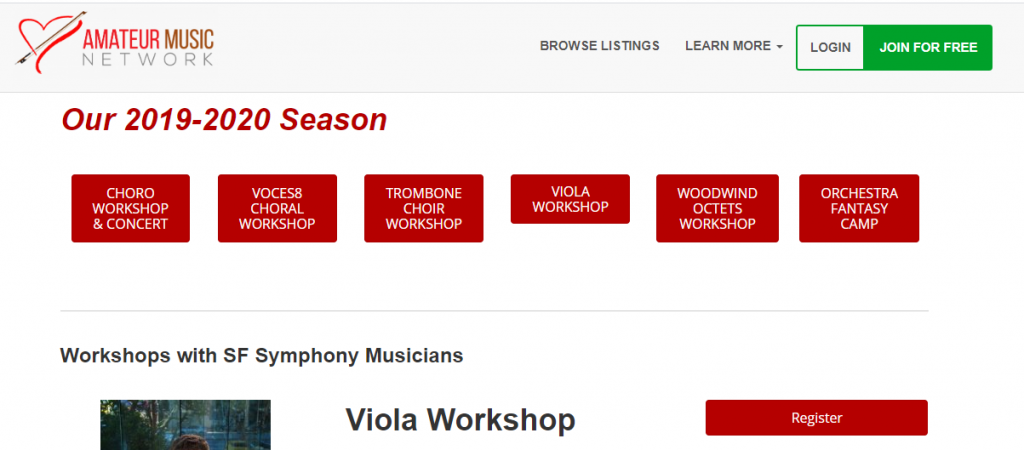 AMATEUR MUSIC
NETWORK
BROWSE LISTINGS
LEARN MORE
LOGIN
JOIN FOR FREE
Our 2019-2020 Season
CHORO
WORKSHOP
& CONCERT
VOCES8
CHORAL
WORKSHOP
TROMBONE
CHOIR
WORKSHOP
VIOLA
WORKSHOP
WOODWIND
OCTETS
WORKSHOP
ORCHESTRA
FANTASY
CAMP
Workshops with SF Symphony Musicians
Viola Workshop
Register